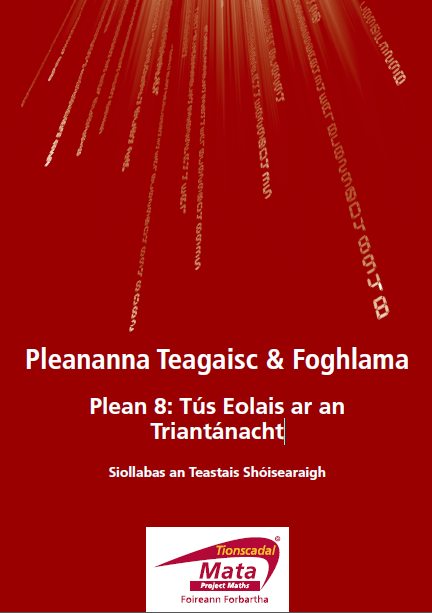 Pleananna Teagaisc & Foghlama
Plean 8: Tús Eolais ar an
Triantánacht
Siollabas an Teastais Shóisearaigh
Tionscadal
Mata
Project Maths
Foireann Forbartha